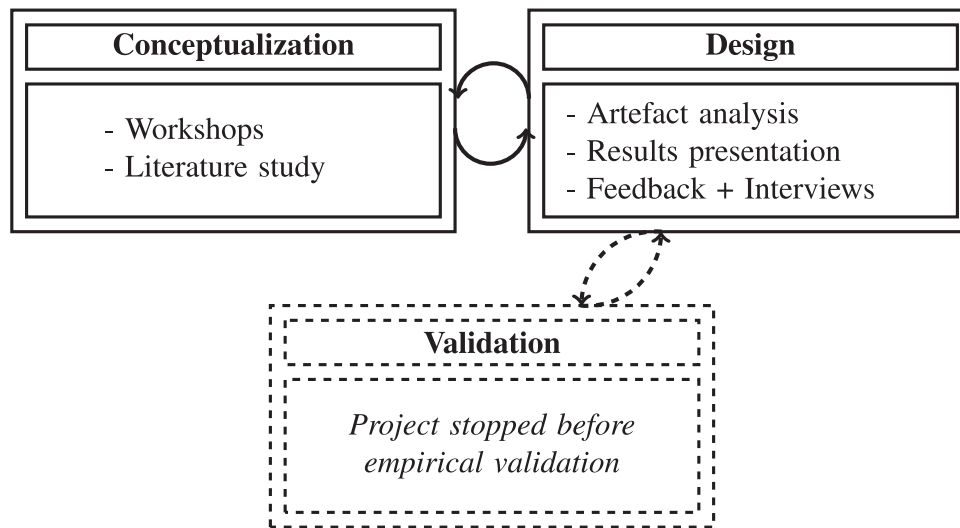 Conceptualization
- Workshops
- Literature study
Design
- Artefact analysis
- Results presentation
- Feedback + Interviews
Validation
Project stopped before
empirical validation